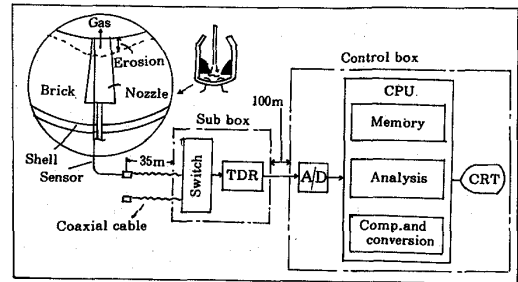 Gas
Erosion
Brick
Nozzle
Shell
Sensor
35m
Coaxial cable
Sub box
Switch
TDR
100m
Control box
A/D
CPU
Memory
Analysis
Comp.and
conversion
CRT